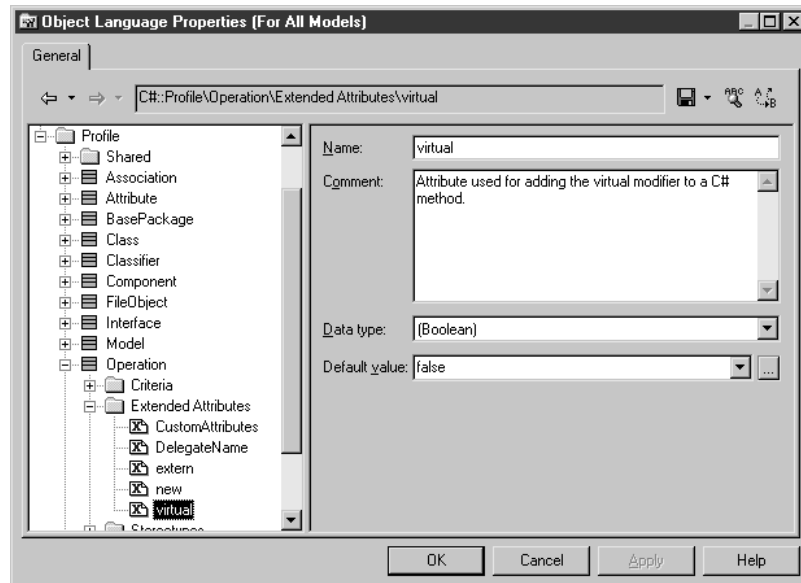 Object Language Properties (For All Models)
General
C#::Profile\Operation\Extended Attributes\virtual
ABC
A
B
Profile
Shared
Association
Attribute
BasePackage
Class
Classifier
Component
FileObject
Interface
Model
Operation
Criteria
Extended Attributes
CustomAttributes
DelegateName
extern
new
virtual
Stereotypes
Name:
virtual
Comment:
Attribute used for adding the virtual modifier to a C#
method.
Data type:
(Boolean)
Default value:
false
...
OK
Cancel
Apply
Help